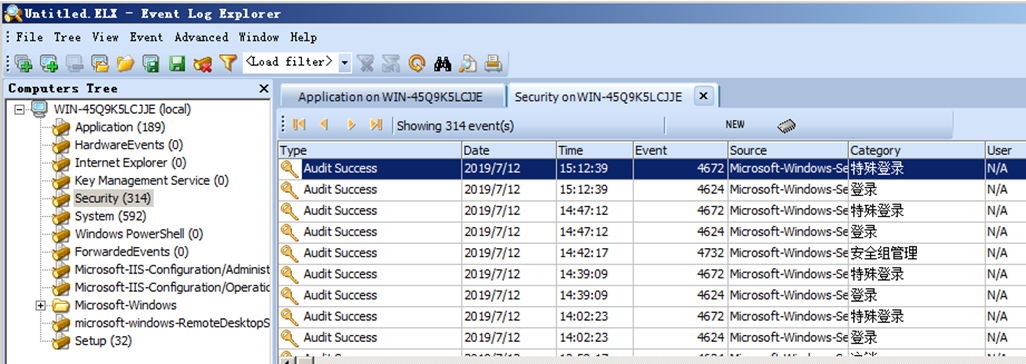 Untitled.ELX - Event Log Explorer
File Tree View Event Advanced Window Help
<Load filter>
Computers Tree
Application on WIN-45Q9K5LCJJE Security on WIN-45Q9K5LCJJE
WIN-45Q9K5LCJJE (local)
Application (189)
HardwareEvents (0)
Internet Explorer (0)
Key Management Service (0)
Security (314)
System (592)
Windows PowerShell (0)
ForwardedEvents (0)
Microsoft-IIS-Configuration/Administ
Microsoft-IIS-Configuration/Operatio
Microsoft-Windows
microsoft-windows-RemoteDesktopS
Setup (32)
Showing 314 event(s) NEW
Type Date Time Event Source Category User
Audit Success 2019/7/12 15:12:39 4672 Microsoft-Windows-Se 特殊登录 N/A
Audit Success 2019/7/12 15:12:39 4624 Microsoft-Windows-Se 登录 N/A
Audit Success 2019/7/12 14:47:12 4672 Microsoft-Windows-Se 特殊登录 N/A
Audit Success 2019/7/12 14:47:12 4624 Microsoft-Windows-Se 登录 N/A
Audit Success 2019/7/12 14:42:17 4732 Microsoft-Windows-Se 安全组管理 N/A
Audit Success 2019/7/12 14:39:09 4672 Microsoft-Windows-Se 特殊登录 N/A
Audit Success 2019/7/12 14:39:09 4624 Microsoft-Windows-Se 登录 N/A
Audit Success 2019/7/12 14:02:23 4672 Microsoft-Windows-Se 特殊登录 N/A
Audit Success 2019/7/12 14:02:23 4624 Microsoft-Windows-Se 登录 N/A